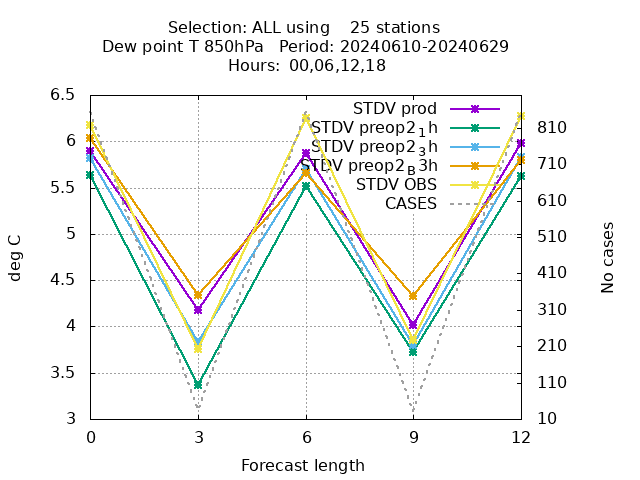 Selection: ALL using    25 stations
Dew point T 850hPa   Period: 20240610-20240629
Hours: 00,06,12,18
STDV prod
STDV preop2₁h
STDV preop2₃h
STDV preop2_B3h
STDV OBS
CASES
6.5
6
5.5
5
4.5
4
3.5
3
810
710
610
510
410
310
210
110
10
deg C
No cases
0 3 6 9 12
Forecast length